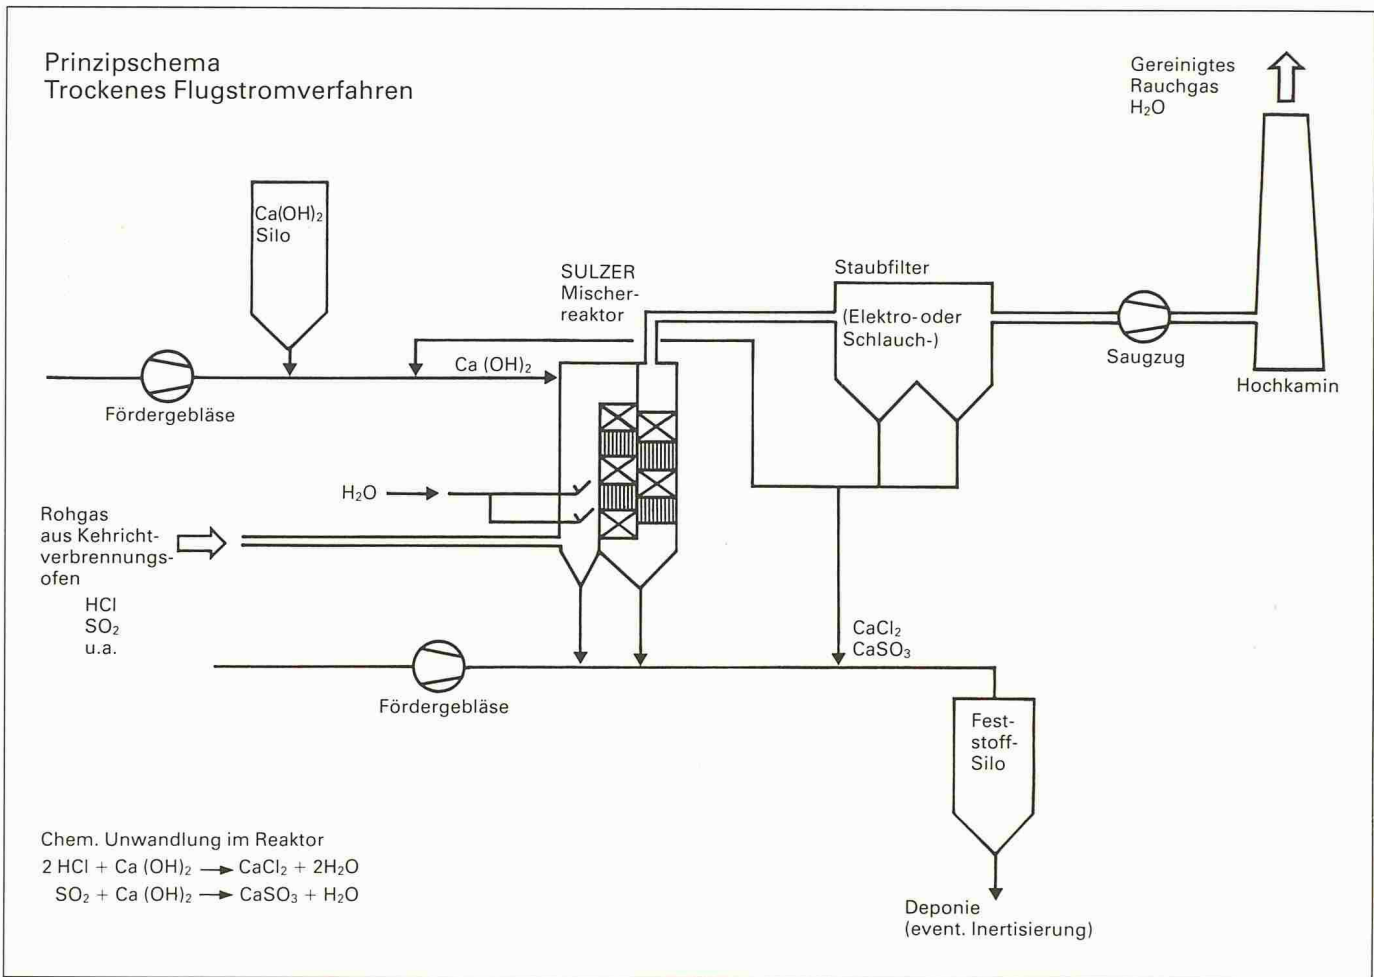 Prinzipschema
Trockenes Flugstromverfahren
Gereinigtes
Rauchgas
H₂O
Ca(OH)₂
Silo
SULZER
Mischer-
reaktor
Staubfilter
(Elektro- oder
Schlauch-)
Saugzug
Hochkamin
Ca (OH)₂
Fördergebläse
H₂O
Rohgas
aus Kehricht-
verbrennungs-
ofen
HCl
SO₂
u.a.
CaCl₂
CaSO₃
Fördergebläse
Fest-
stoff-
Silo
Chem. Unwandlung im Reaktor
2 HCl + Ca (OH)₂ → CaCl₂ + 2H₂O
SO₂ + Ca (OH)₂ → CaSO₃ + H₂O
Deponie
(event. Inertisierung)